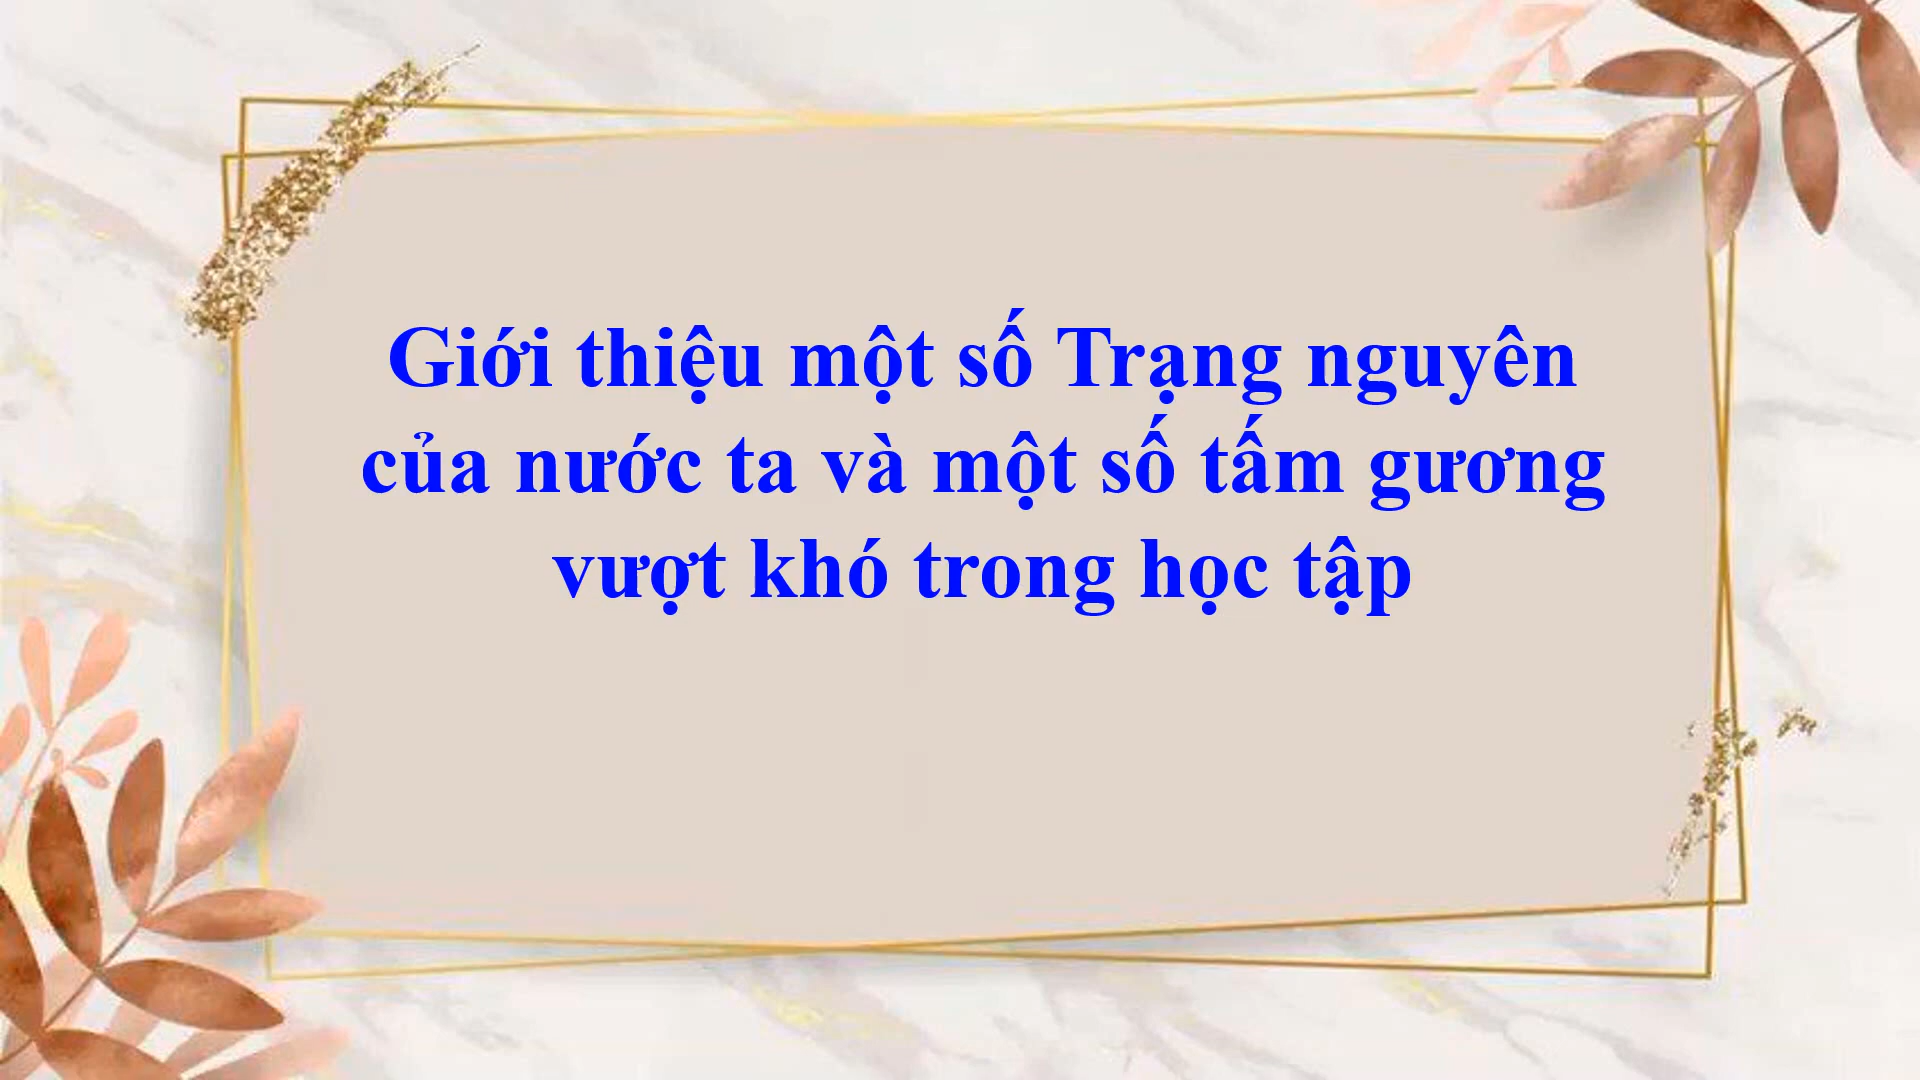 Giới thiệu một số Trạng nguyên
của nước ta và một số tấm gương
vượt khó trong học tập